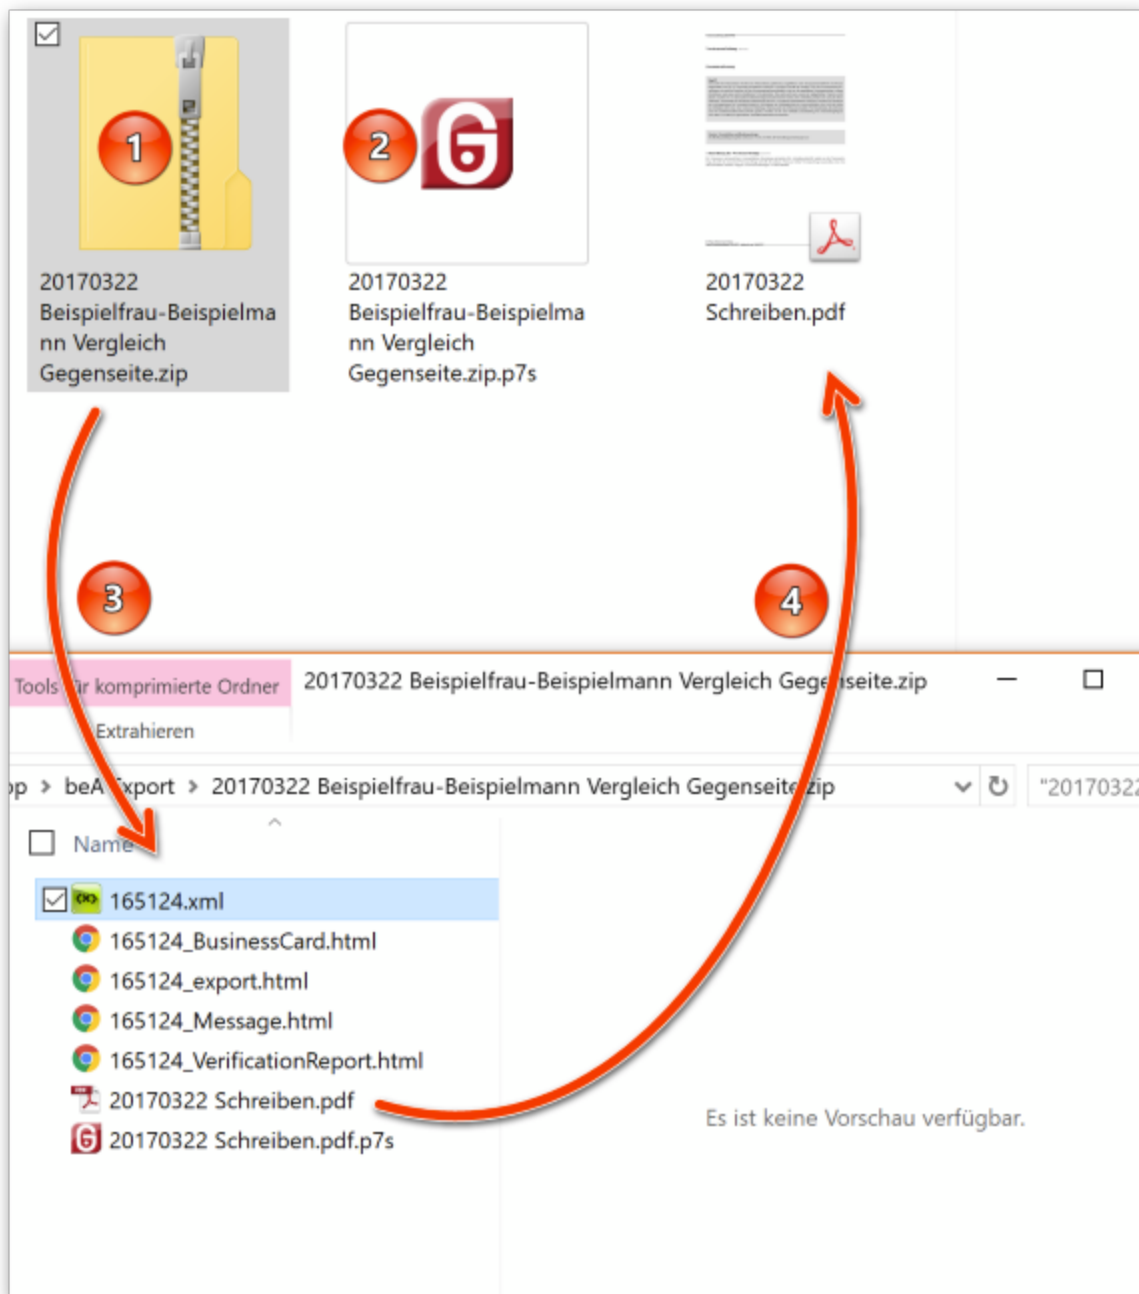 1
20170322
Beispielfrau-Beispielma
nn Vergleich
Gegenseite.zip
2
20170322
Beispielfrau-Beispielma
nn Vergleich
Gegenseite.zip.p7s
20170322
Schreiben.pdf
3
4
Tools für komprimierte Ordner
20170322 Beispielfrau-Beispielmann Vergleich Gegenseite.zip
Extrahieren
op > beA Export > 20170322 Beispielfrau-Beispielmann Vergleich Gegenseite.zip
"20170322
Name
165124.xml
165124_BusinessCard.html
165124_export.html
165124_Message.html
165124_VerificationReport.html
20170322 Schreiben.pdf
20170322 Schreiben.pdf.p7s
Es ist keine Vorschau verfügbar.